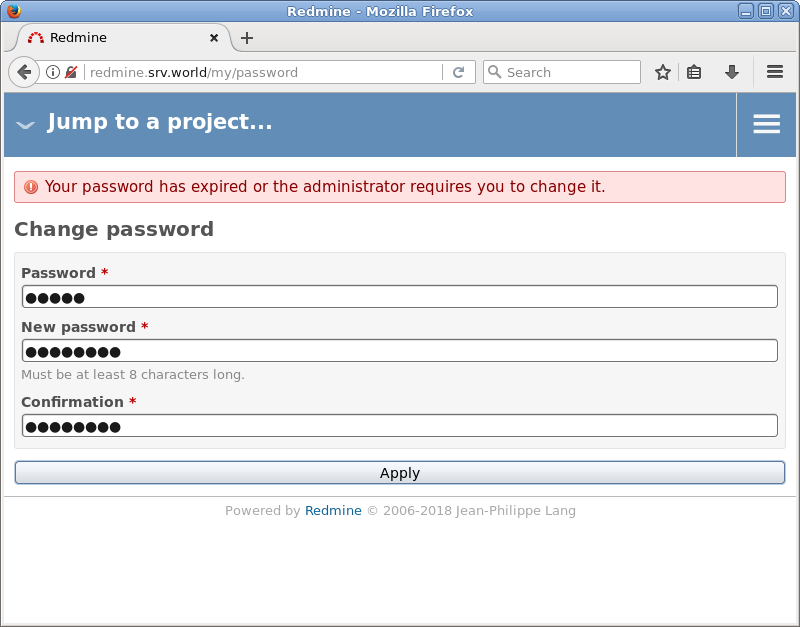 Redmine - Mozilla Firefox
Redmine
redmine.srv.world/my/password
Search
Jump to a project...
Your password has expired or the administrator requires you to change it.
Change password
Password *
●●●●●
New password *
●●●●●●●●
Must be at least 8 characters long.
Confirmation *
●●●●●●●●
Apply
Powered by Redmine © 2006-2018 Jean-Philippe Lang